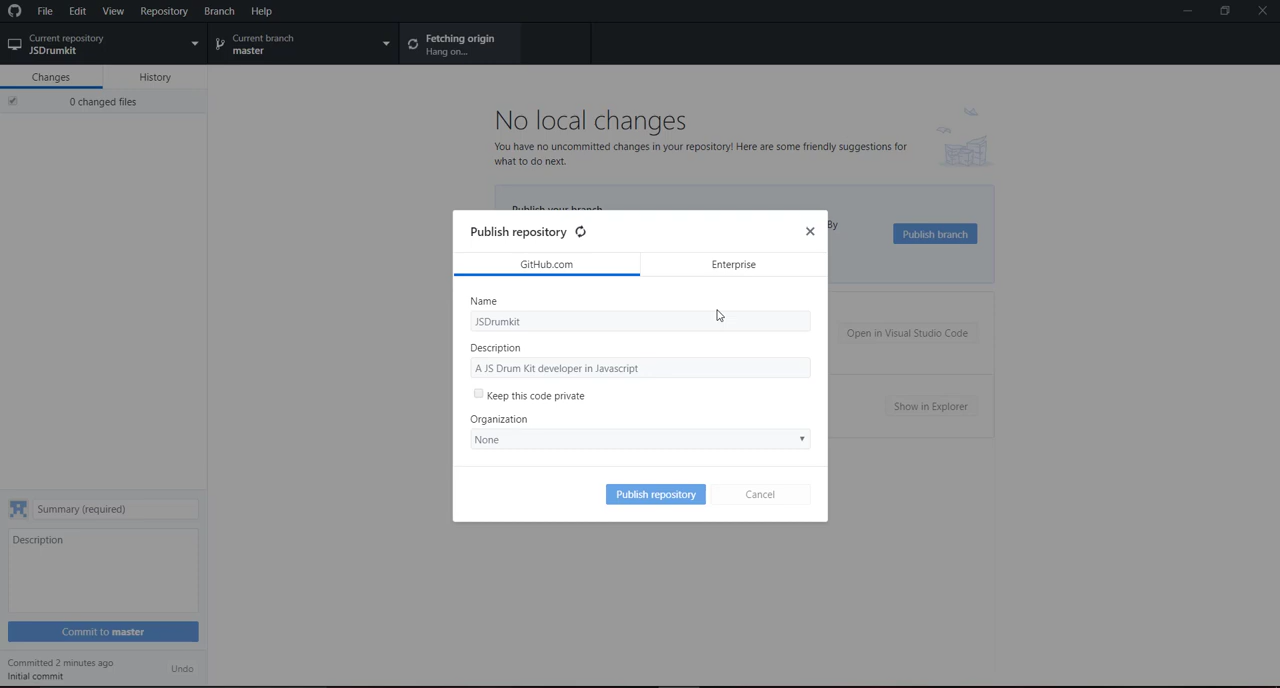 File Edit View Repository Branch Help
Current repository
JSDrumkit
Current branch
master
Fetching origin
Hang on...
Changes History
0 changed files
No local changes
You have no uncommitted changes in your repository! Here are some friendly suggestions for
what to do next.
Publish your branch
By
Publish branch
Open in Visual Studio Code
Show in Explorer
Publish repository
GitHub.com Enterprise
Name
JSDrumkit
Description
A JS Drum Kit developer in Javascript
Keep this code private
Organization
None
Publish repository Cancel
Summary (required)
Description
Commit to master
Committed 2 minutes ago
Initial commit
Undo